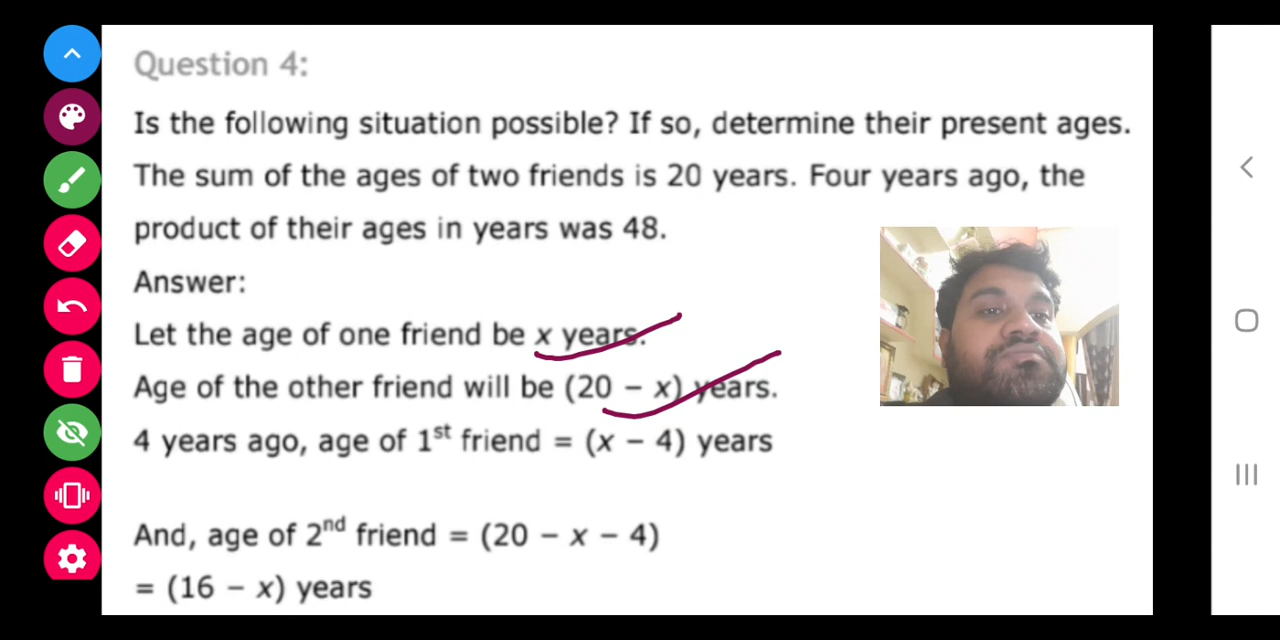 Question 4:
Is the following situation possible? If so, determine their present ages.
The sum of the ages of two friends is 20 years. Four years ago, the
product of their ages in years was 48.
Answer:
Let the age of one friend be x years.
Age of the other friend will be (20 − x) years.
4 years ago, age of 1st friend = (x − 4) years
And, age of 2nd friend = (20 − x − 4)
= (16 − x) years